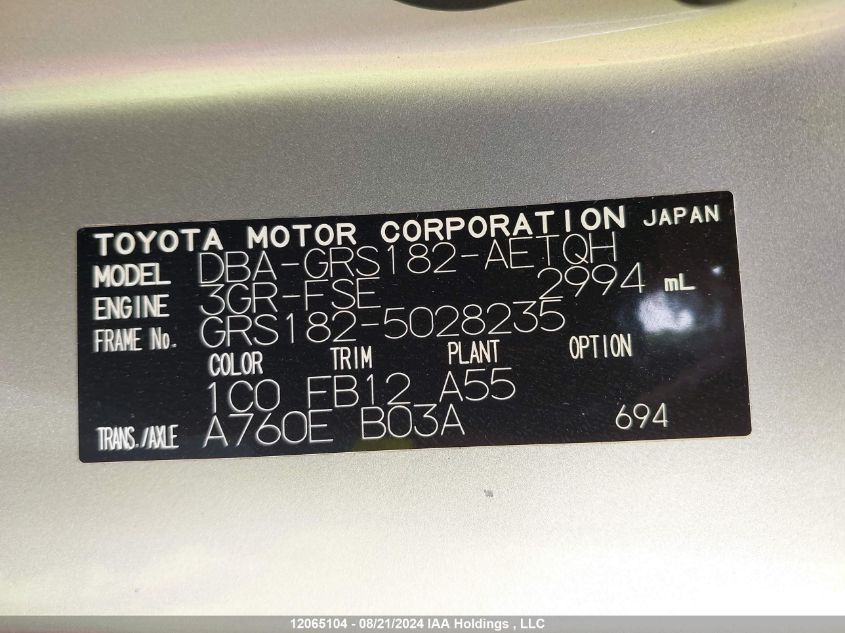 TOYOTA MOTOR CORPORATION JAPAN
MODEL DBA-GRS182-AETQH
ENGINE 3GR-FSE 2994 mL
FRAME No. GRS182-5028235
COLOR TRIM PLANT OPTION
1C0 FB12 A55
TRANS./AXLE A760E B03A 694
12065104 - 08/21/2024 IAA Holdings , LLC